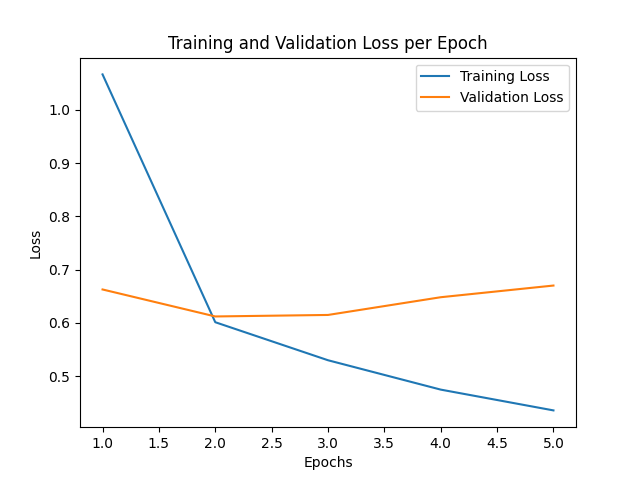 Training and Validation Loss per Epoch
Training Loss
Validation Loss
Loss
1.0
0.9
0.8
0.7
0.6
0.5
1.0 1.5 2.0 2.5 3.0 3.5 4.0 4.5 5.0
Epochs